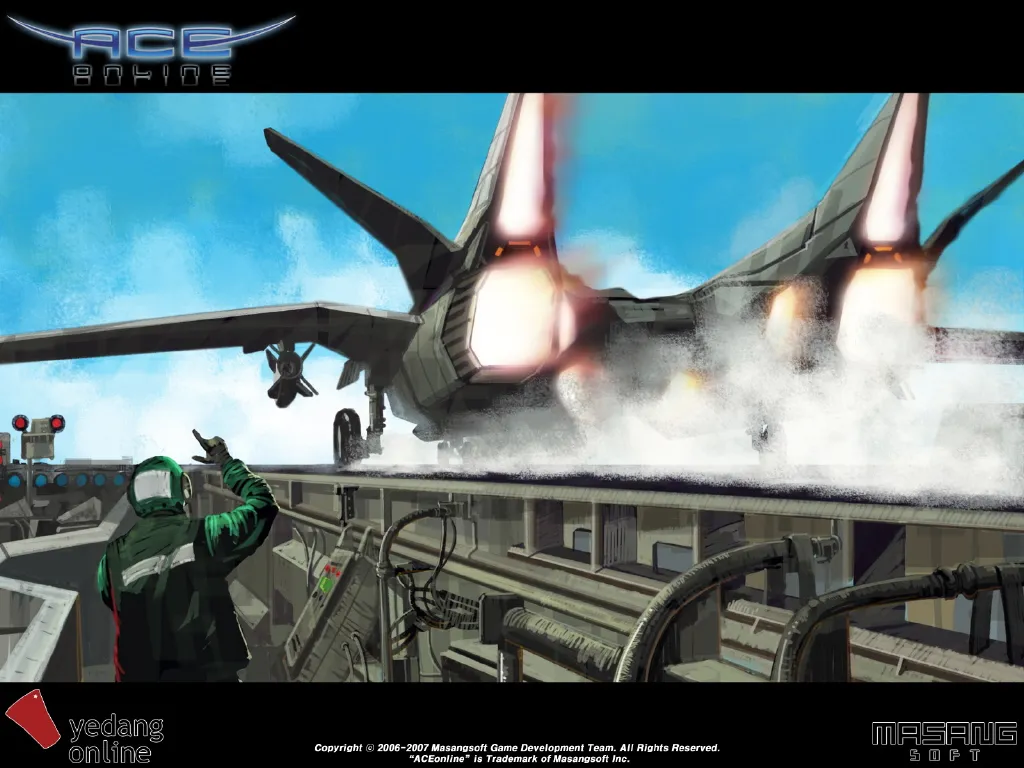 ACE
ONLINE
yedang
online
Copyright © 2006-2007 Masangsoft Game Development Team. All Rights Reserved.
"ACEonline" is Trademark of Masangsoft Inc.
MASANG
SOFT